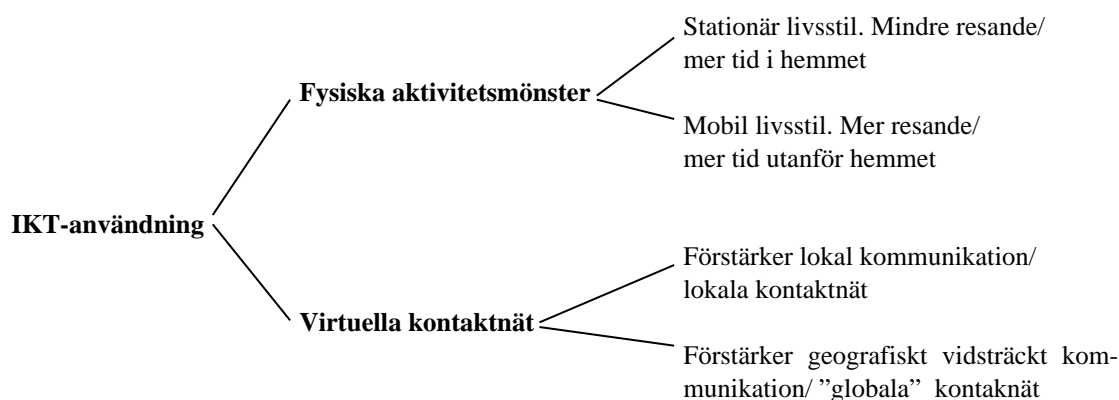 Stationär livsstil. Mindre resande/
mer tid i hemmet
Fysiska aktivitetsmönster
Mobil livsstil. Mer resande/
mer tid utanför hemmet
IKT-användning
Förstärker lokal kommunikation/
lokala kontaktnät
Virtuella kontaktnät
Förstärker geografiskt vidsträckt kom-
munikation/ ”globala” kontaknät